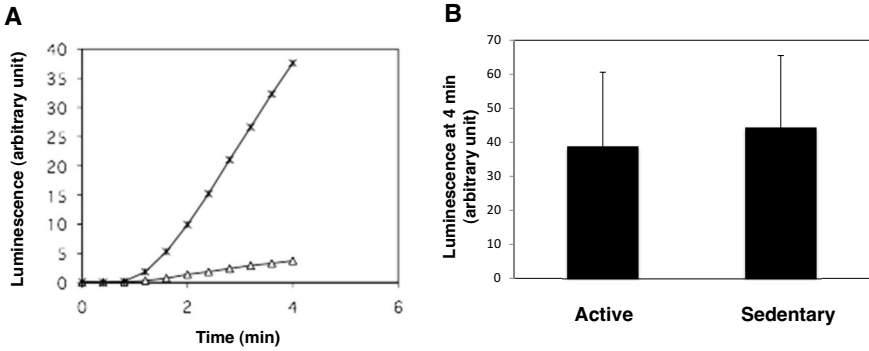 A
Luminescence (arbitrary unit)
40
35
30
25
20
15
10
5
0
0 2 4 6
Time (min)
B
Luminescence at 4 min
(arbitrary unit)
70
60
50
40
30
20
10
0
Active Sedentary